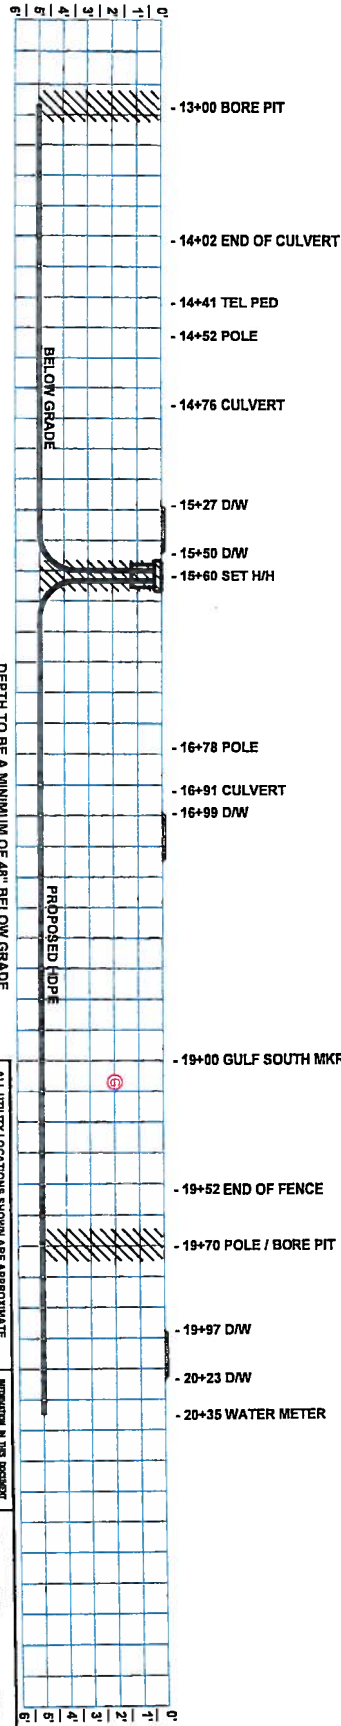 0'
1'
2'
3'
4'
5'
6'
- 13+00 BORE PIT
- 14+02 END OF CULVERT
- 14+41 TEL PED
- 14+52 POLE
- 14+76 CULVERT
BELOW GRADE
- 15+27 D/W
- 15+50 D/W
- 15+60 SET H/H
- 16+78 POLE
- 16+91 CULVERT
- 16+99 D/W
PROPOSED HDPE
DEPTH TO BE A MINIMUM OF 48" BELOW GRADE
- 19+00 GULF SOUTH MKR
G
- 19+52 END OF FENCE
- 19+70 POLE / BORE PIT
- 19+97 D/W
- 20+23 D/W
- 20+35 WATER METER
ALL UTILITY LOCATIONS SHOWN ARE APPROXIMATE
INFORMATION IN THIS DOCUMENT
0'
1'
2'
3'
4'
5'
6'